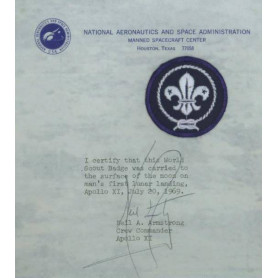 NATIONAL AERONAUTICS AND SPACE ADMINISTRATION
MANNED SPACECRAFT CENTER
HOUSTON, TEXAS 77058
I certify that this World
Scout Badge was carried to
the surface of the moon on
man's first lunar landing,
Apollo XI, July 20, 1969.
Neil A. Armstrong
Crew Commander
Apollo XI